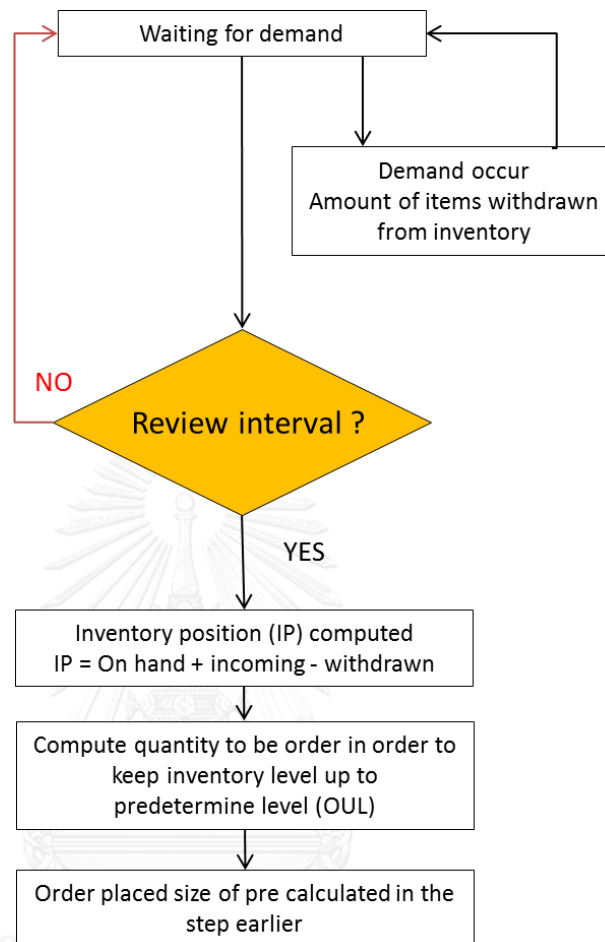 Waiting for demand
Demand occur
Amount of items withdrawn
from inventory
NO
Review interval ?
YES
Inventory position (IP) computed
IP = On hand + incoming - withdrawn
Compute quantity to be order in order to
keep inventory level up to
predetermine level (OUL)
Order placed size of pre calculated in the
step earlier